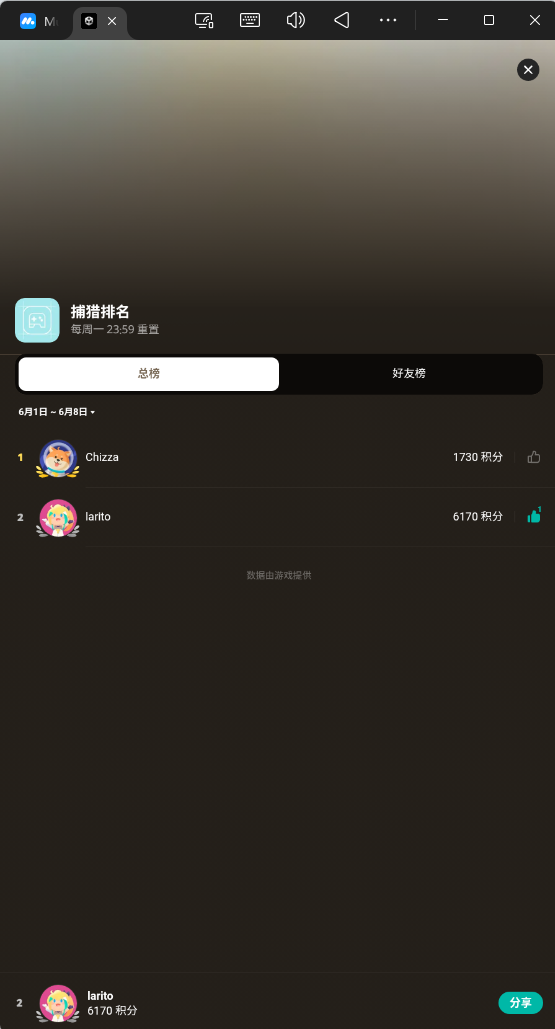 捕猎排名
每周一 23:59 重置
总榜
好友榜
6月1日 ~ 6月8日
1
Chizza
1730 积分
2
larito
6170 积分
1
数据由游戏提供
2
larito
6170 积分
分享